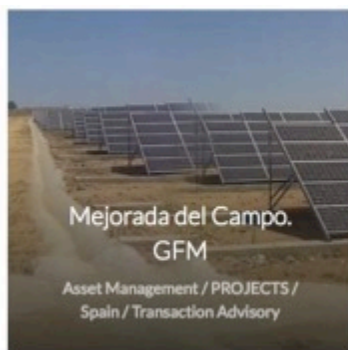 Mejorada del Campo.
GFM
Asset Management / PROJECTS /
Spain / Transaction Advisory